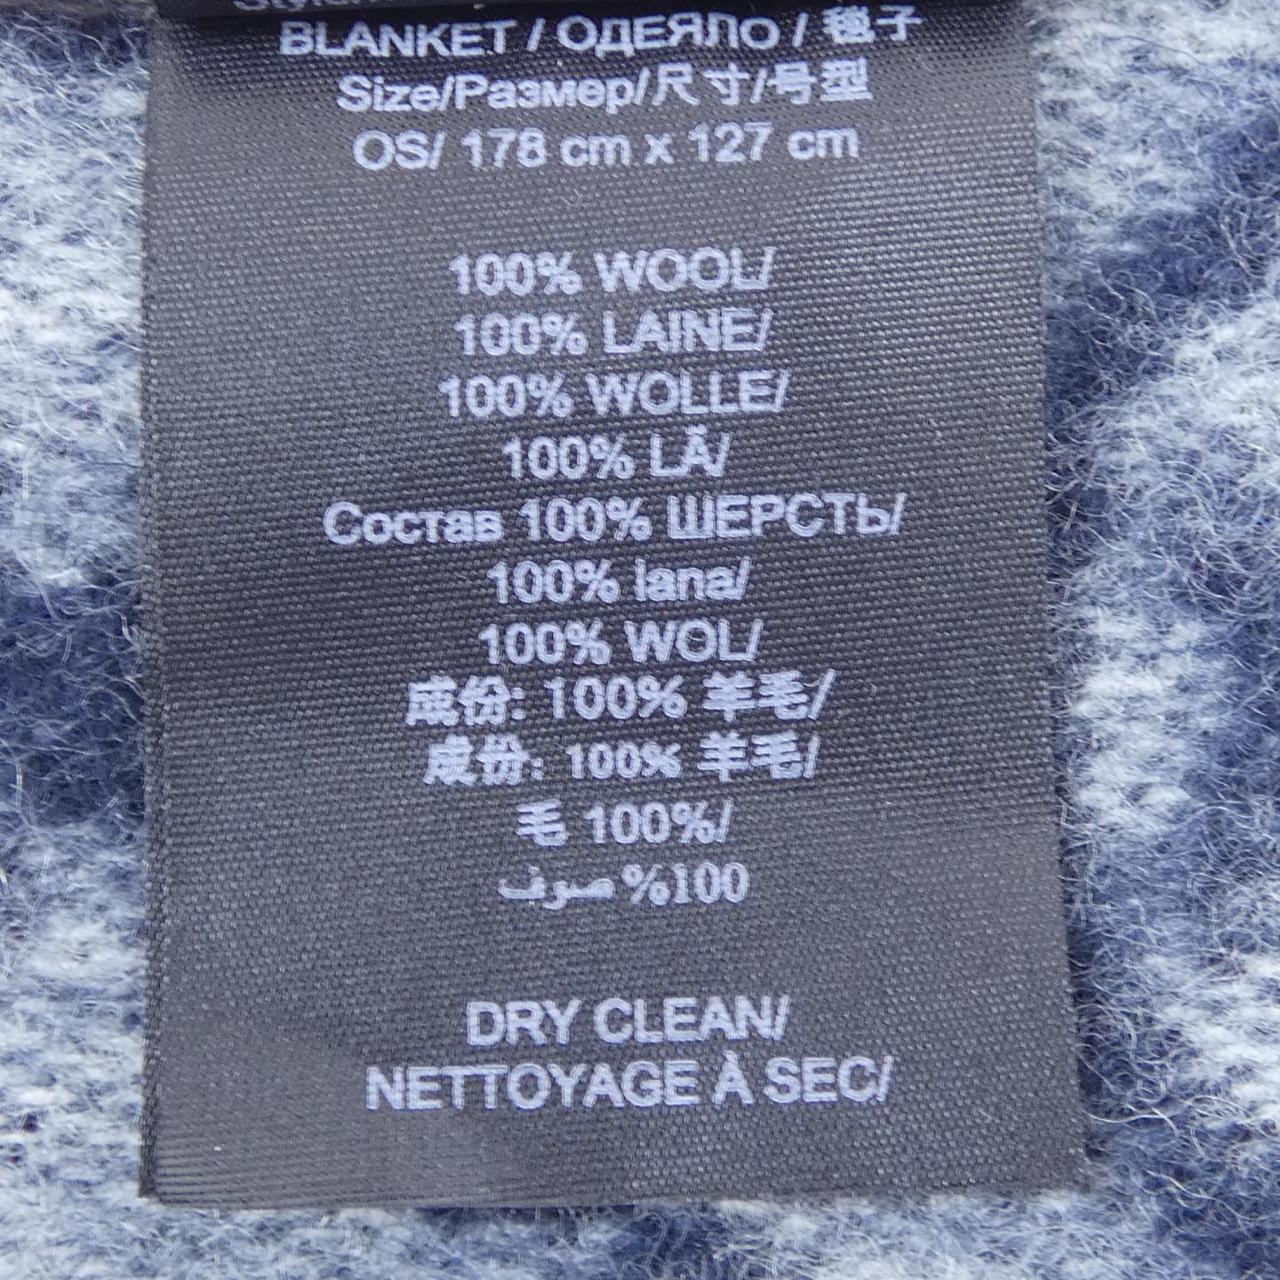 BLANKET / ОДЕЯЛО / 毯子
Size/Размер/尺寸/号型
OS/ 178 cm x 127 cm
100% WOOL/
100% LAINE/
100% WOLLE/
100% LÃ/
Состав 100% ШЕРСТЬ/
100% lana/
100% WOL/
成份: 100% 羊毛/
成份: 100% 羊毛/
毛 100%/
100% صوف
DRY CLEAN/
NETTOYAGE À SEC/